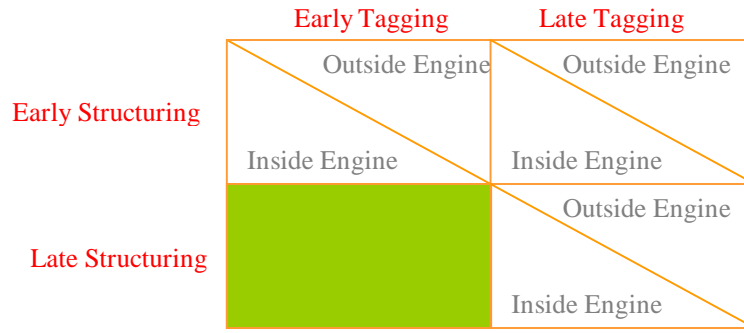 Early Tagging Late Tagging
Outside Engine Outside Engine
Early Structuring
Inside Engine Inside Engine
Outside Engine
Late Structuring
Inside Engine